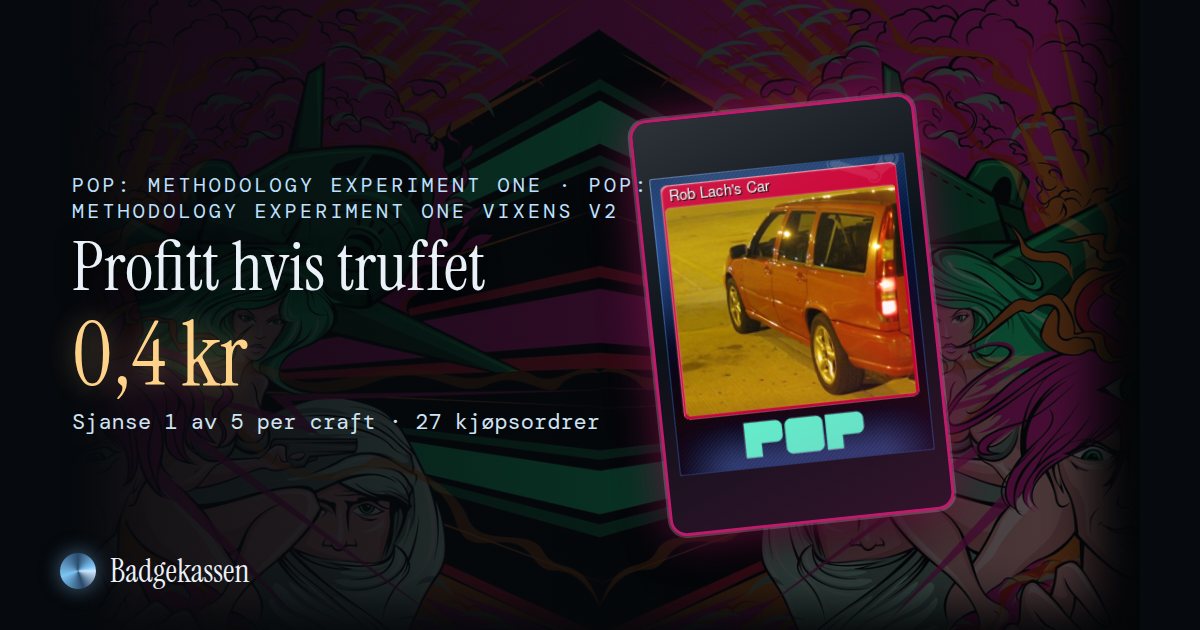 POP: METHODOLOGY EXPERIMENT ONE · POP:
METHODOLOGY EXPERIMENT ONE VIXENS V2
Profitt hvis truffet
0,4 kr
Sjanse 1 av 5 per craft · 27 kjøpsordrer
Badgekassen
Rob Lach's Car
POP